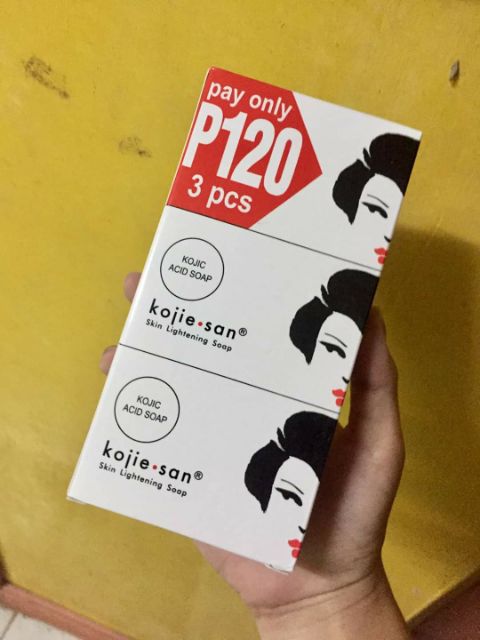 pay only
P120
3 pcs
KOJIC
ACID SOAP
kojie•san®
Skin Lightening Soap
KOJIC
ACID SOAP
kojie•san®
Skin Lightening Soap